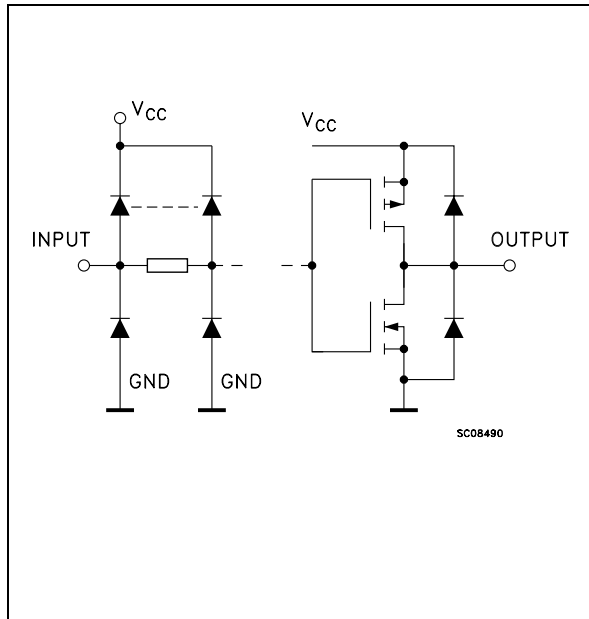 VCC
VCC
INPUT
OUTPUT
GND
GND
SC08490